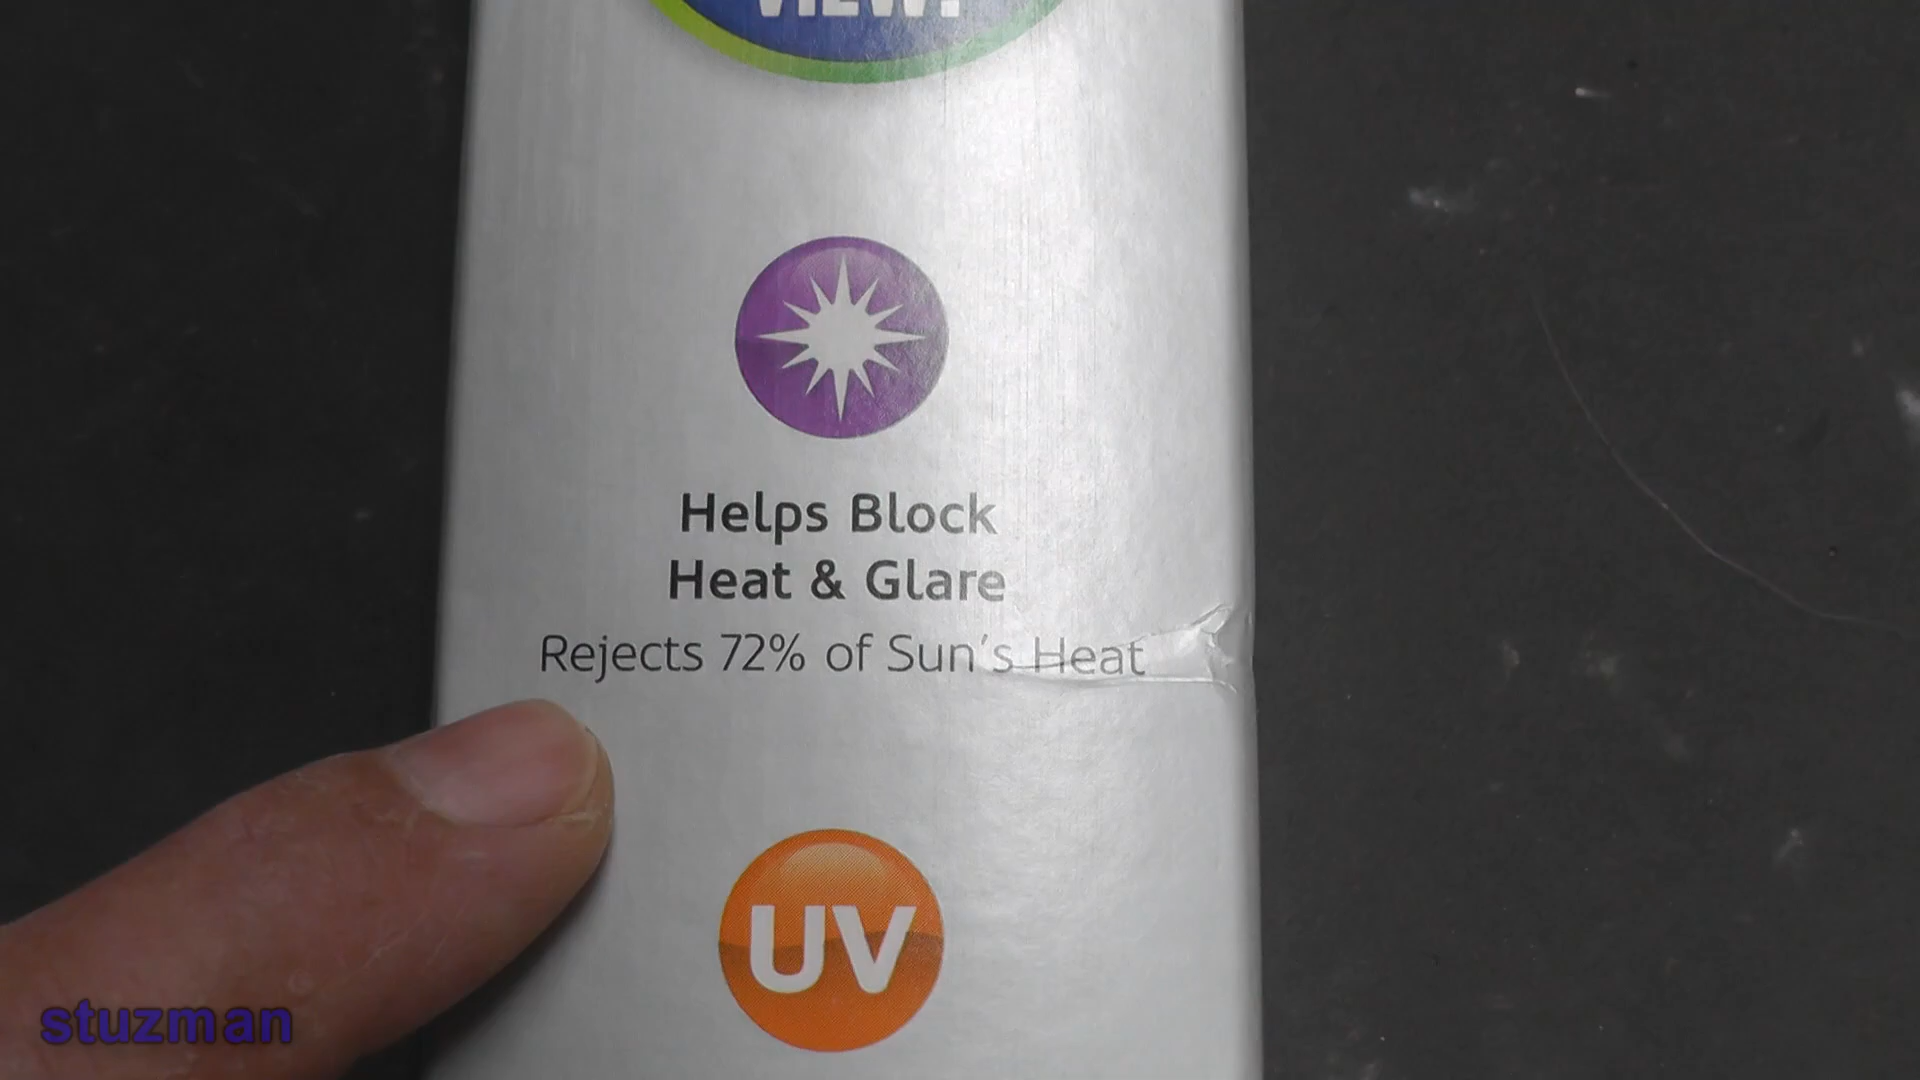 VIEW!
Helps Block
Heat & Glare
Rejects 72% of Sun's Heat
UV
stuzman